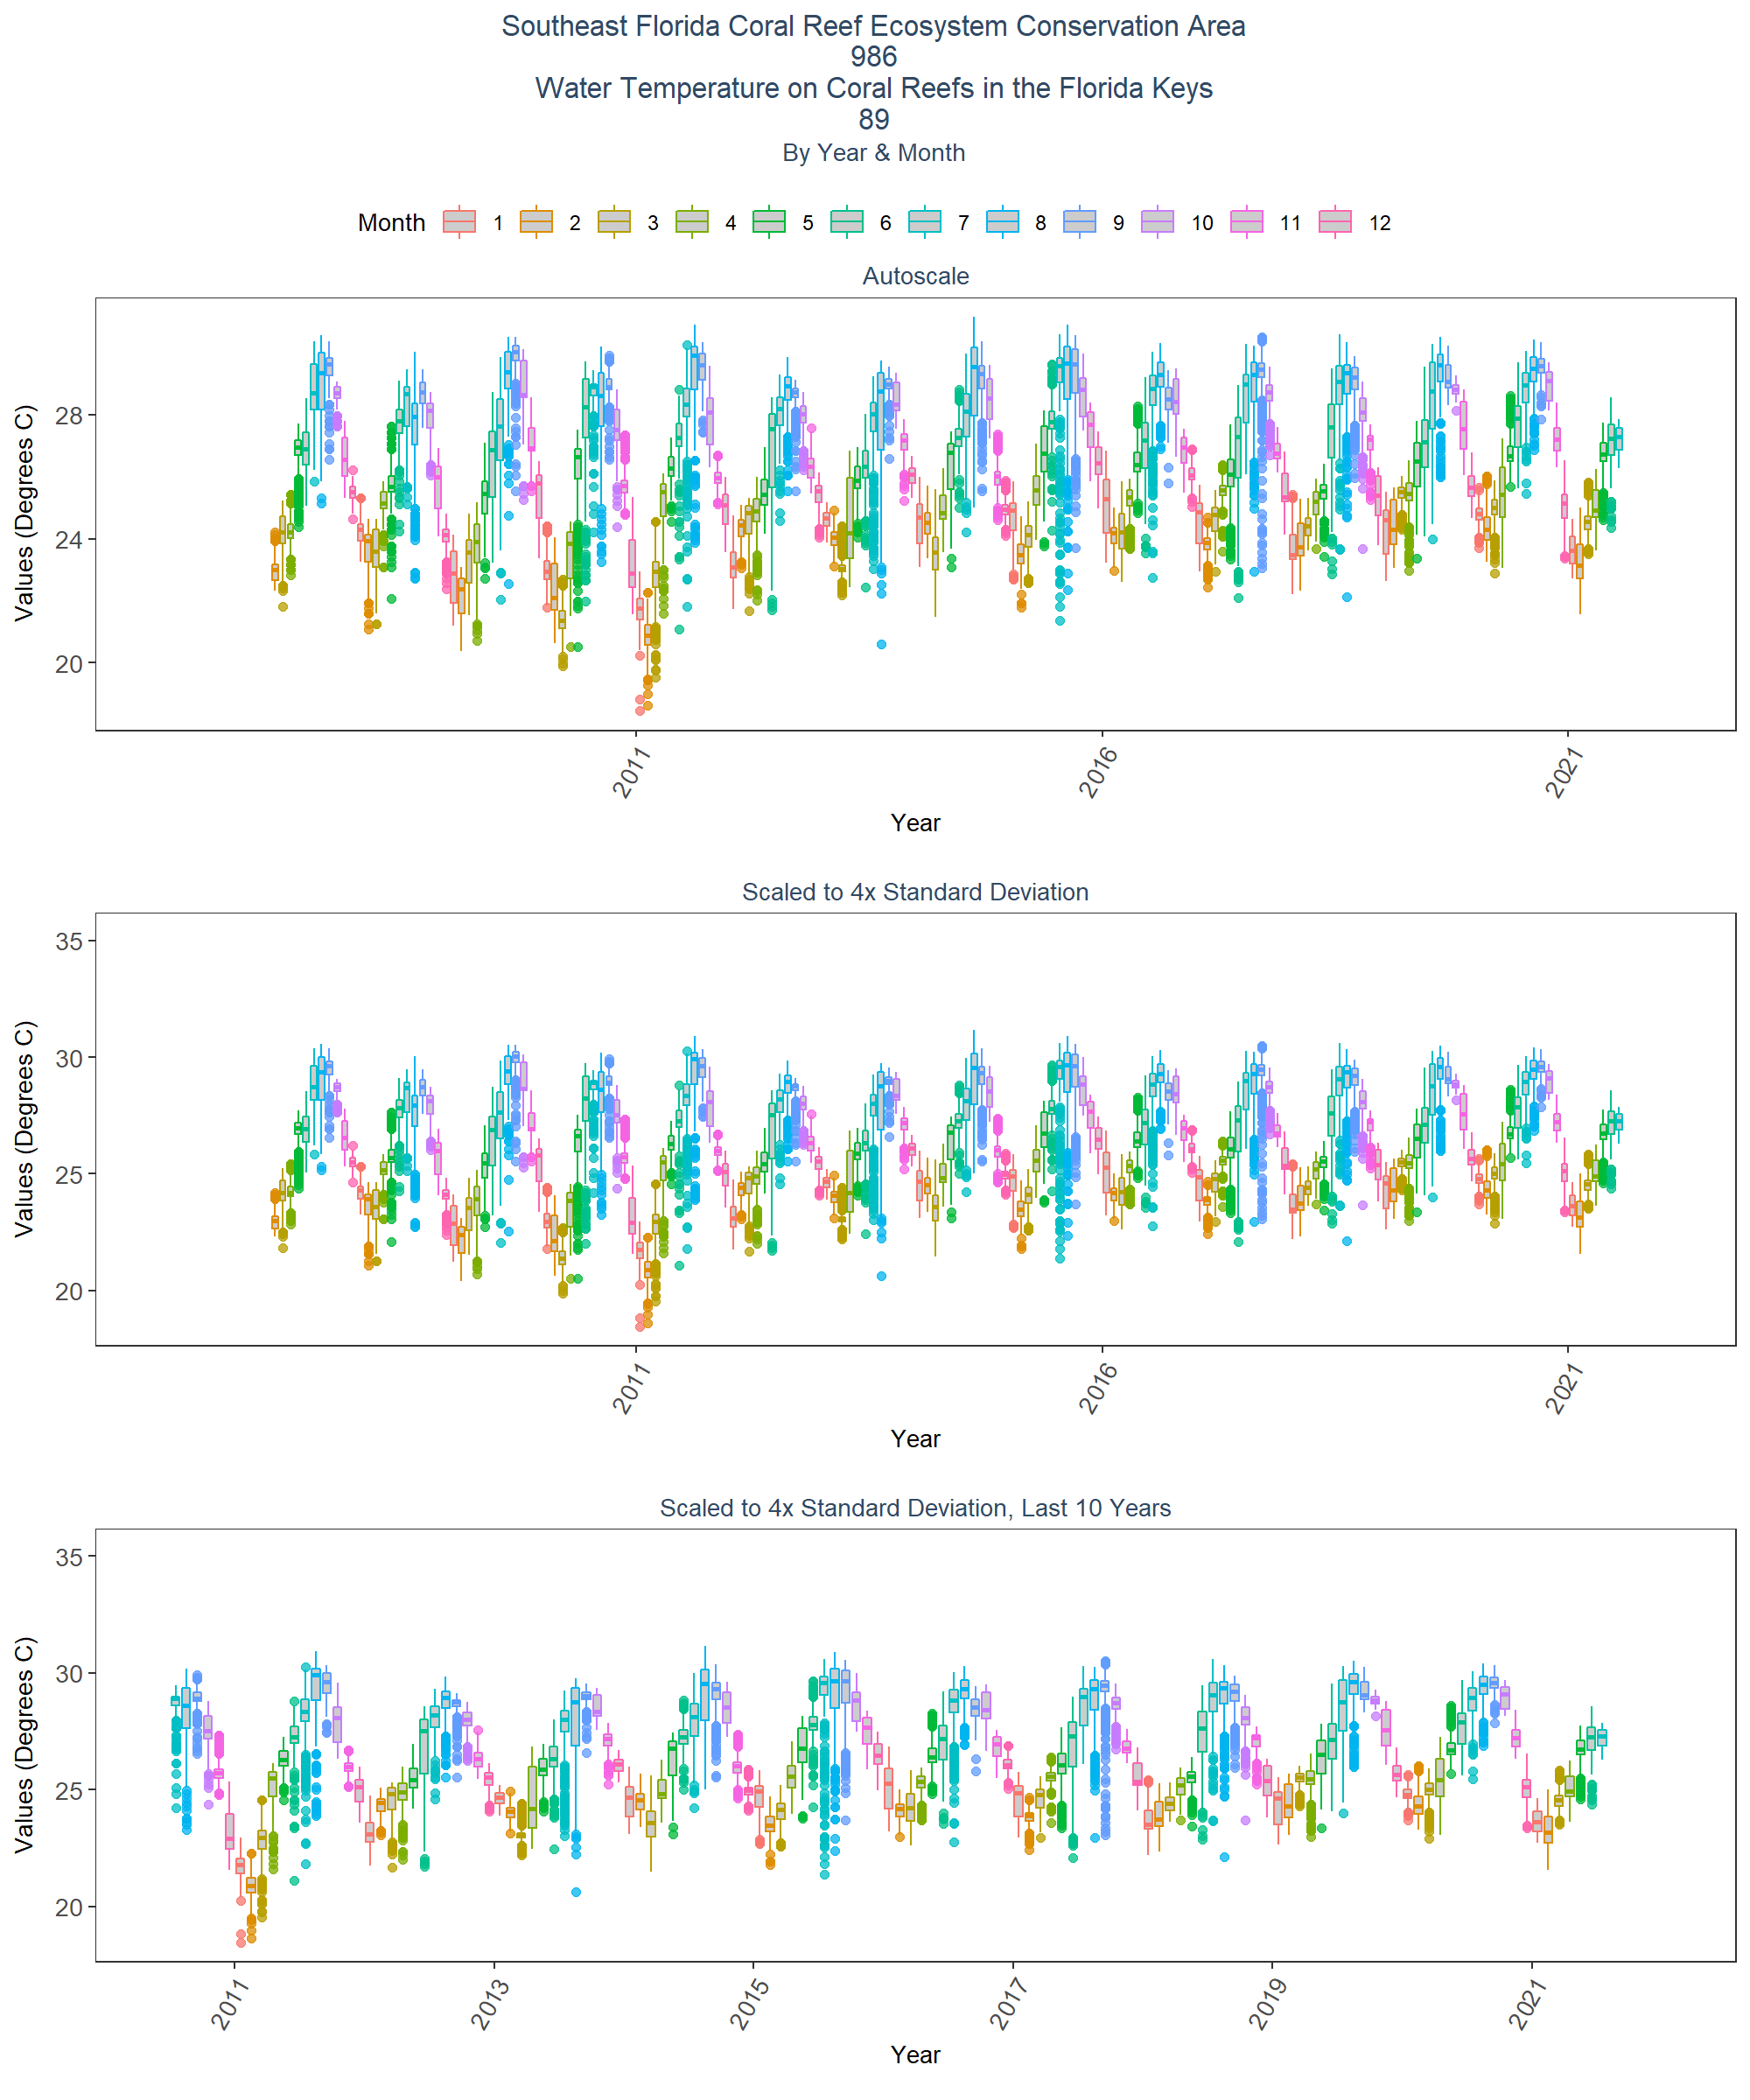 Southeast Florida Coral Reef Ecosystem Conservation Area
986
Water Temperature on Coral Reefs in the Florida Keys
89
By Year & Month
Month 1 2 3 4 5 6 7 8 9 10 11 12
Autoscale
Values (Degrees C)
28
24
20
2011 2016 2021
Year
Scaled to 4x Standard Deviation
Values (Degrees C)
35
30
25
20
2011 2016 2021
Year
Scaled to 4x Standard Deviation, Last 10 Years
Values (Degrees C)
35
30
25
20
2011 2013 2015 2017 2019 2021
Year